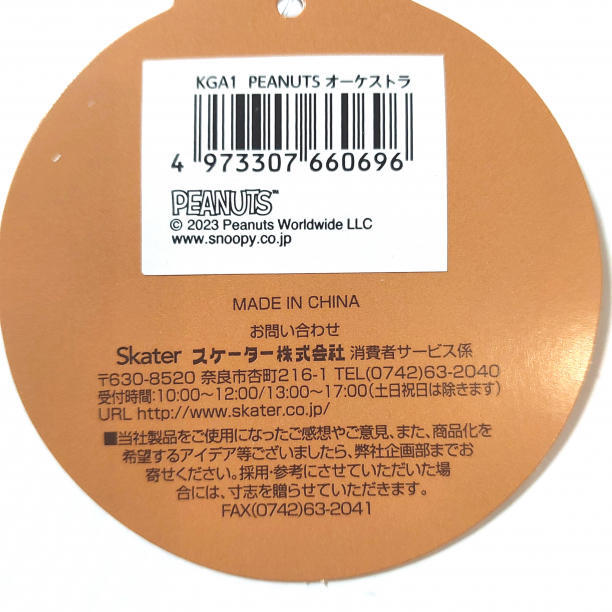 KGA1 PEANUTS オーケストラ
4 973307 660696
PEANUTS™
© 2023 Peanuts Worldwide LLC
www.snoopy.co.jp
MADE IN CHINA
お問い合わせ
Skater スケーター株式会社 消費者サービス係
〒630-8520 奈良市杏町216-1 TEL(0742)63-2040
受付時間:10:00〜12:00/13:00〜17:00(土日祝日は除きます)
URL http://www.skater.co.jp/
■当社製品をご使用になったご感想やご意見、また、商品化を
希望するアイデア等ございましたら、弊社企画部までお
寄せください。採用・参考にさせていただいた場
合には、寸志を贈らせていただきます。
FAX(0742)63-2041